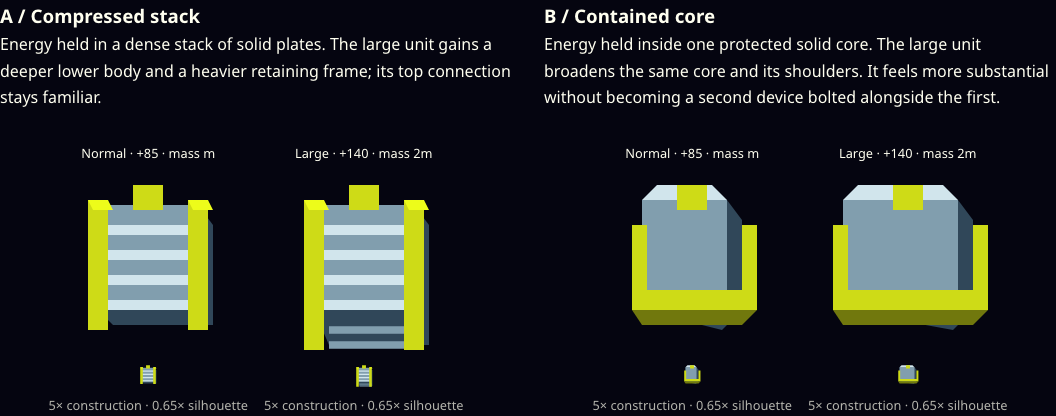 A / Compressed stack
Energy held in a dense stack of solid plates. The large unit gains a
deeper lower body and a heavier retaining frame; its top connection
stays familiar.
Normal · +85 · mass m
Large · +140 · mass 2m
5× construction · 0.65× silhouette
5× construction · 0.65× silhouette
B / Contained core
Energy held inside one protected solid core. The large unit
broadens the same core and its shoulders. It feels more substantial
without becoming a second device bolted alongside the first.
Normal · +85 · mass m
Large · +140 · mass 2m
5× construction · 0.65× silhouette
5× construction · 0.65× silhouette